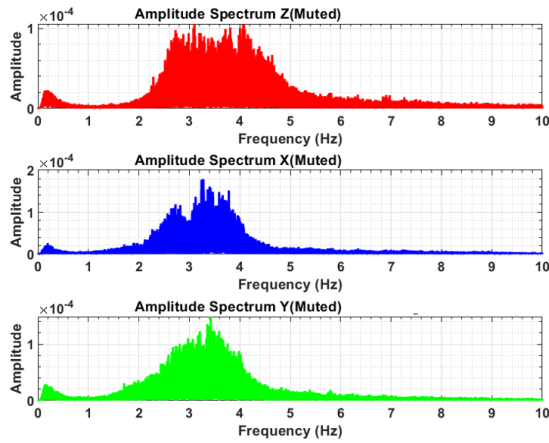 Amplitude Spectrum Z(Muted)
×10-4
1
0
Amplitude
0 1 2 3 4 5 6 7 8 9 10
Frequency (Hz)
Amplitude Spectrum X(Muted)
×10-4
2
1
0
Amplitude
0 1 2 3 4 5 6 7 8 9 10
Frequency (Hz)
Amplitude Spectrum Y(Muted)
×10-4
1
0
Amplitude
0 1 2 3 4 5 6 7 8 9 10
Frequency (Hz)